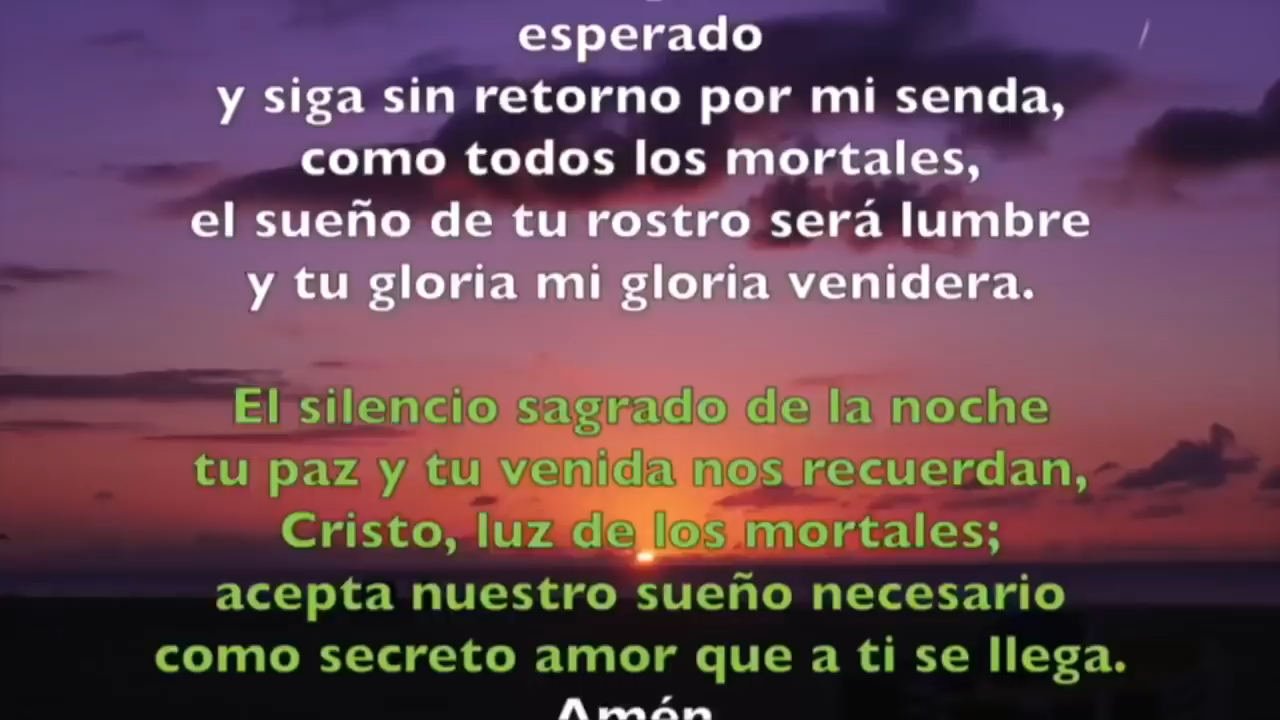 esperado
y siga sin retorno por mi senda,
como todos los mortales,
el sueño de tu rostro será lumbre
y tu gloria mi gloria venidera.
El silencio sagrado de la noche
tu paz y tu venida nos recuerdan,
Cristo, luz de los mortales;
acepta nuestro sueño necesario
como secreto amor que a ti se llega.
Amén